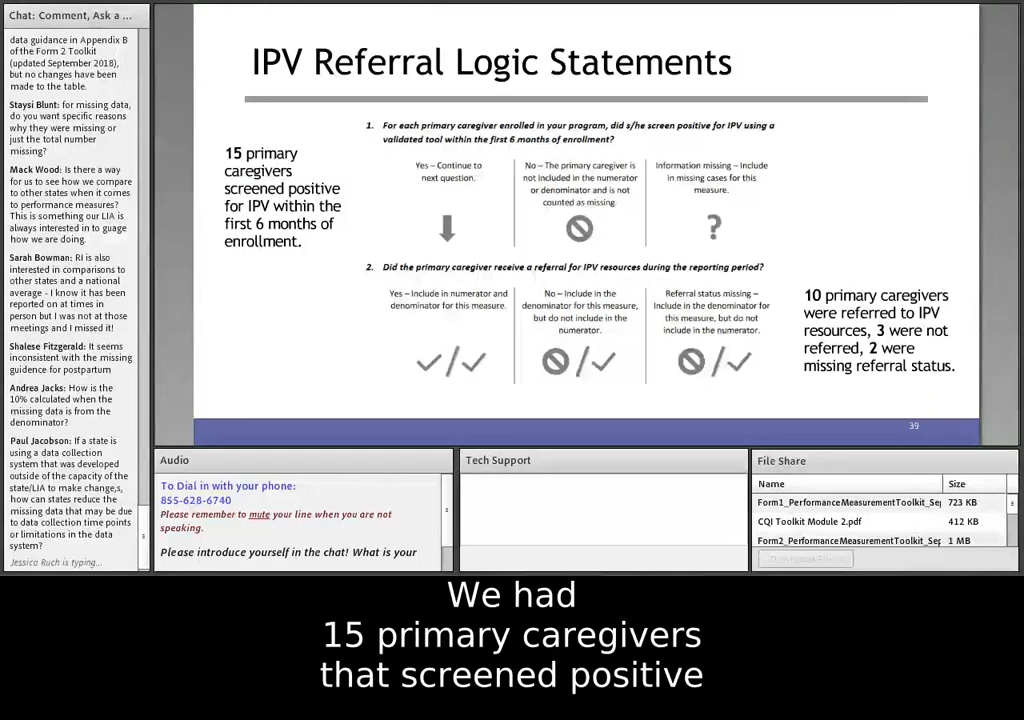 Chat: Comment, Ask a ...
data guidance in Appendix B
of the Form 2 Toolkit
(updated September 2018),
but no changes have been
made to the table.
Staysi Blunt: for missing data,
do you want specific reasons
why they were missing or
just the total number
missing?
Mack Wood: Is there a way
for us to see how we compare
to other states when it comes
to performance measures?
This is something our LIA is
always interested in to guage
how we are doing.
Sarah Bowman: RI is also
interested in comparisons to
other states and a national
average - I know it has been
reported on at times in
person but I was not at those
meetings and I missed it!
Shalese Fitzgerald: It seems
inconsistent with the missing
guidance for postpartum
Andrea Jacks: How is the
10% calculated when the
missing data is from the
denominator?
Paul Jacobson: If a state is
using a data collection
system that was developed
outside of the capacity of the
state/LIA to make change,s,
how can states reduce the
missing data that may be due
to data collection time points
or limitations in the data
system?
Jessica Ruch is typing...
IPV Referral Logic Statements
15 primary
caregivers
screened positive
for IPV within the
first 6 months of
enrollment.
1. For each primary caregiver enrolled in your program, did s/he screen positive for IPV using a
validated tool within the first 6 months of enrollment?
Yes – Continue to
next question.
No – The primary caregiver is
not included in the numerator
or denominator and is not
counted as missing.
Information missing – Include
in missing cases for this
measure.
?
2. Did the primary caregiver receive a referral for IPV resources during the reporting period?
Yes – Include in numerator and
denominator for this measure.
No – Include in the
denominator for this measure,
but do not include in the
numerator.
Referral status missing –
Include in the denominator for
this measure, but do not
include in the numerator.
10 primary caregivers
were referred to IPV
resources, 3 were not
referred, 2 were
missing referral status.
39
Audio
To Dial in with your phone:
855-628-6740
Please remember to mute your line when you are not
speaking.
Please introduce yourself in the chat! What is your
Tech Support
File Share
Name Size
Form1_PerformanceMeasurementToolkit_Sep 723 KB
CQI Toolkit Module 2.pdf 412 KB
Form2_PerformanceMeasurementToolkit_Sep 1 MB
We had
15 primary caregivers
that screened positive